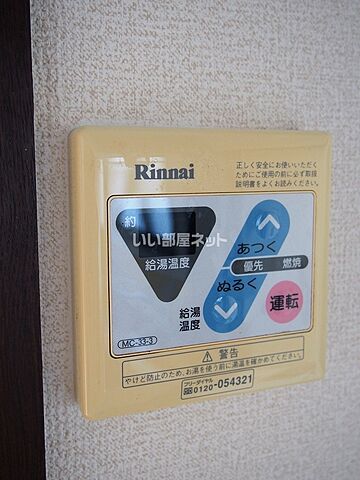 Rinnai
正しく安全にお使いいただく
ためにご使用の前に必ず取扱
説明書をよくお読みください。
約
いい部屋ネット
給湯温度
あつく
優先 燃焼
ぬるく
給湯
温度
運転
MC-33-3
警告
やけど防止のため、お湯を使う前に湯温を確かめてください。
フリーダイヤル
0120-054321